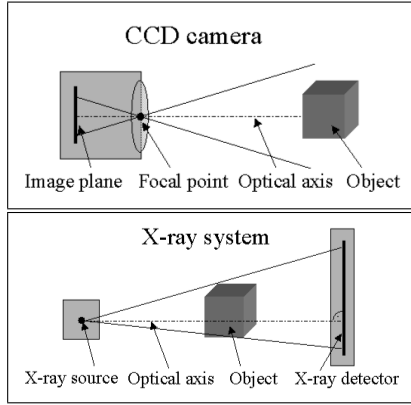 CCD camera
Image plane Focal point Optical axis Object
X-ray system
X-ray source Optical axis Object X-ray detector